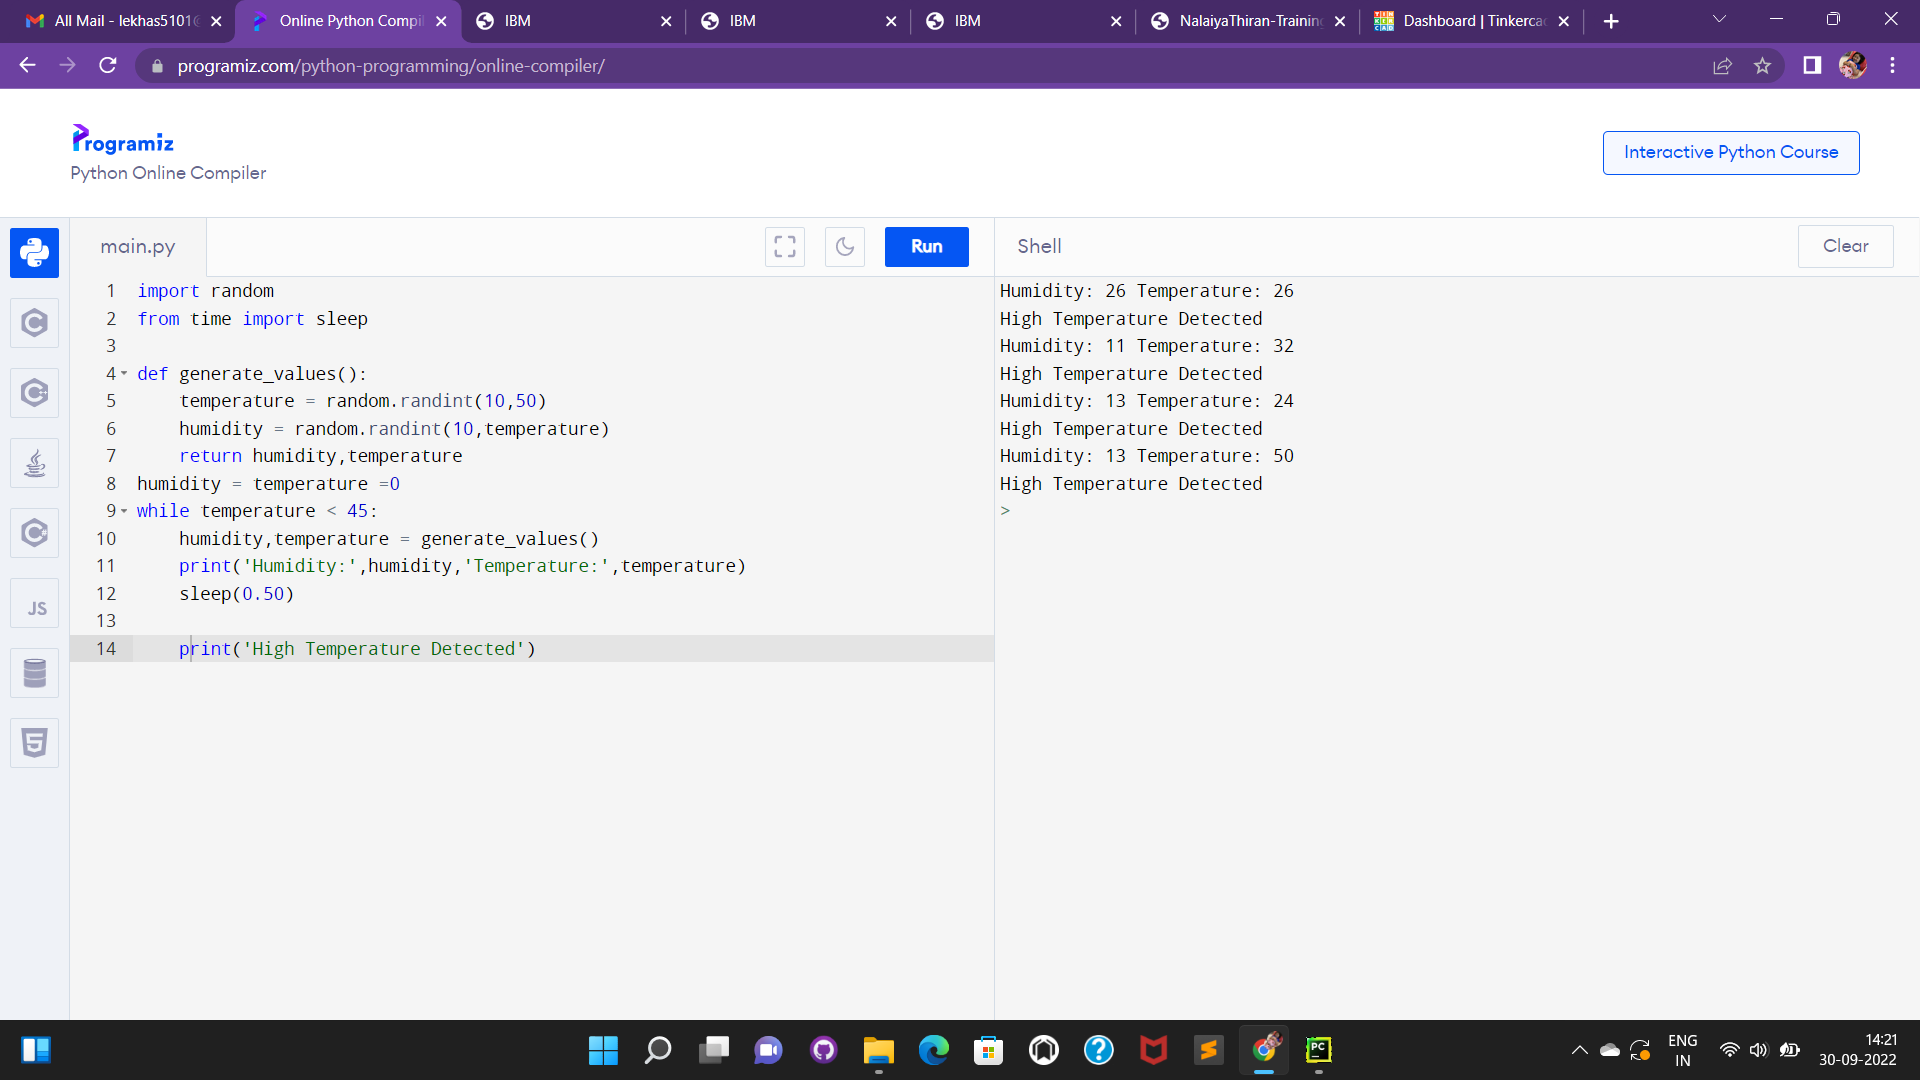 All Mail - lekhas5101@
Online Python Compil
IBM
IBM
IBM
NalaiyaThiran-Training
Dashboard | Tinkercad
programiz.com/python-programming/online-compiler/
Programiz
Python Online Compiler
Interactive Python Course
main.py
Run
Shell
Clear
1 import random
2 from time import sleep
3
4 def generate_values():
5     temperature = random.randint(10,50)
6     humidity = random.randint(10,temperature)
7     return humidity,temperature
8 humidity = temperature =0
9 while temperature < 45:
10     humidity,temperature = generate_values()
11     print('Humidity:',humidity,'Temperature:',temperature)
12     sleep(0.50)
13
14     print('High Temperature Detected')
Humidity: 26 Temperature: 26
High Temperature Detected
Humidity: 11 Temperature: 32
High Temperature Detected
Humidity: 13 Temperature: 24
High Temperature Detected
Humidity: 13 Temperature: 50
High Temperature Detected
>
JS
PC
ENG
IN
14:21
30-09-2022